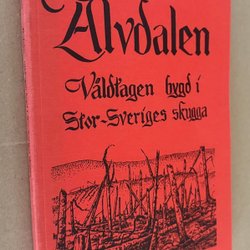 Älvdalen
Våldtagen bygd i
Stor-Sveriges skugga